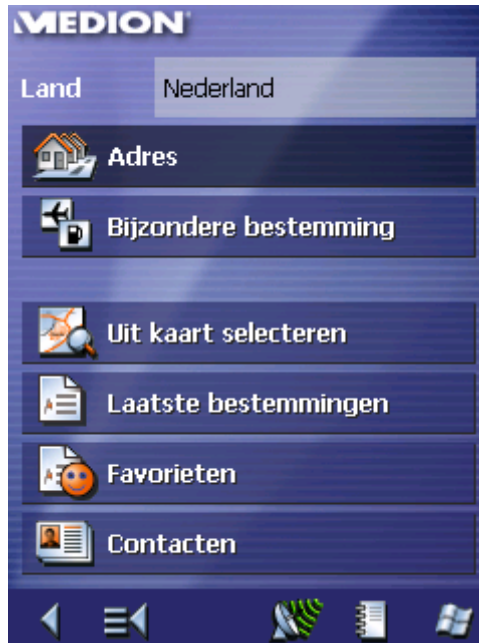 MEDION
Land Nederland
Adres
Bijzondere bestemming
Uit kaart selecteren
Laatste bestemmingen
Favorieten
Contacten